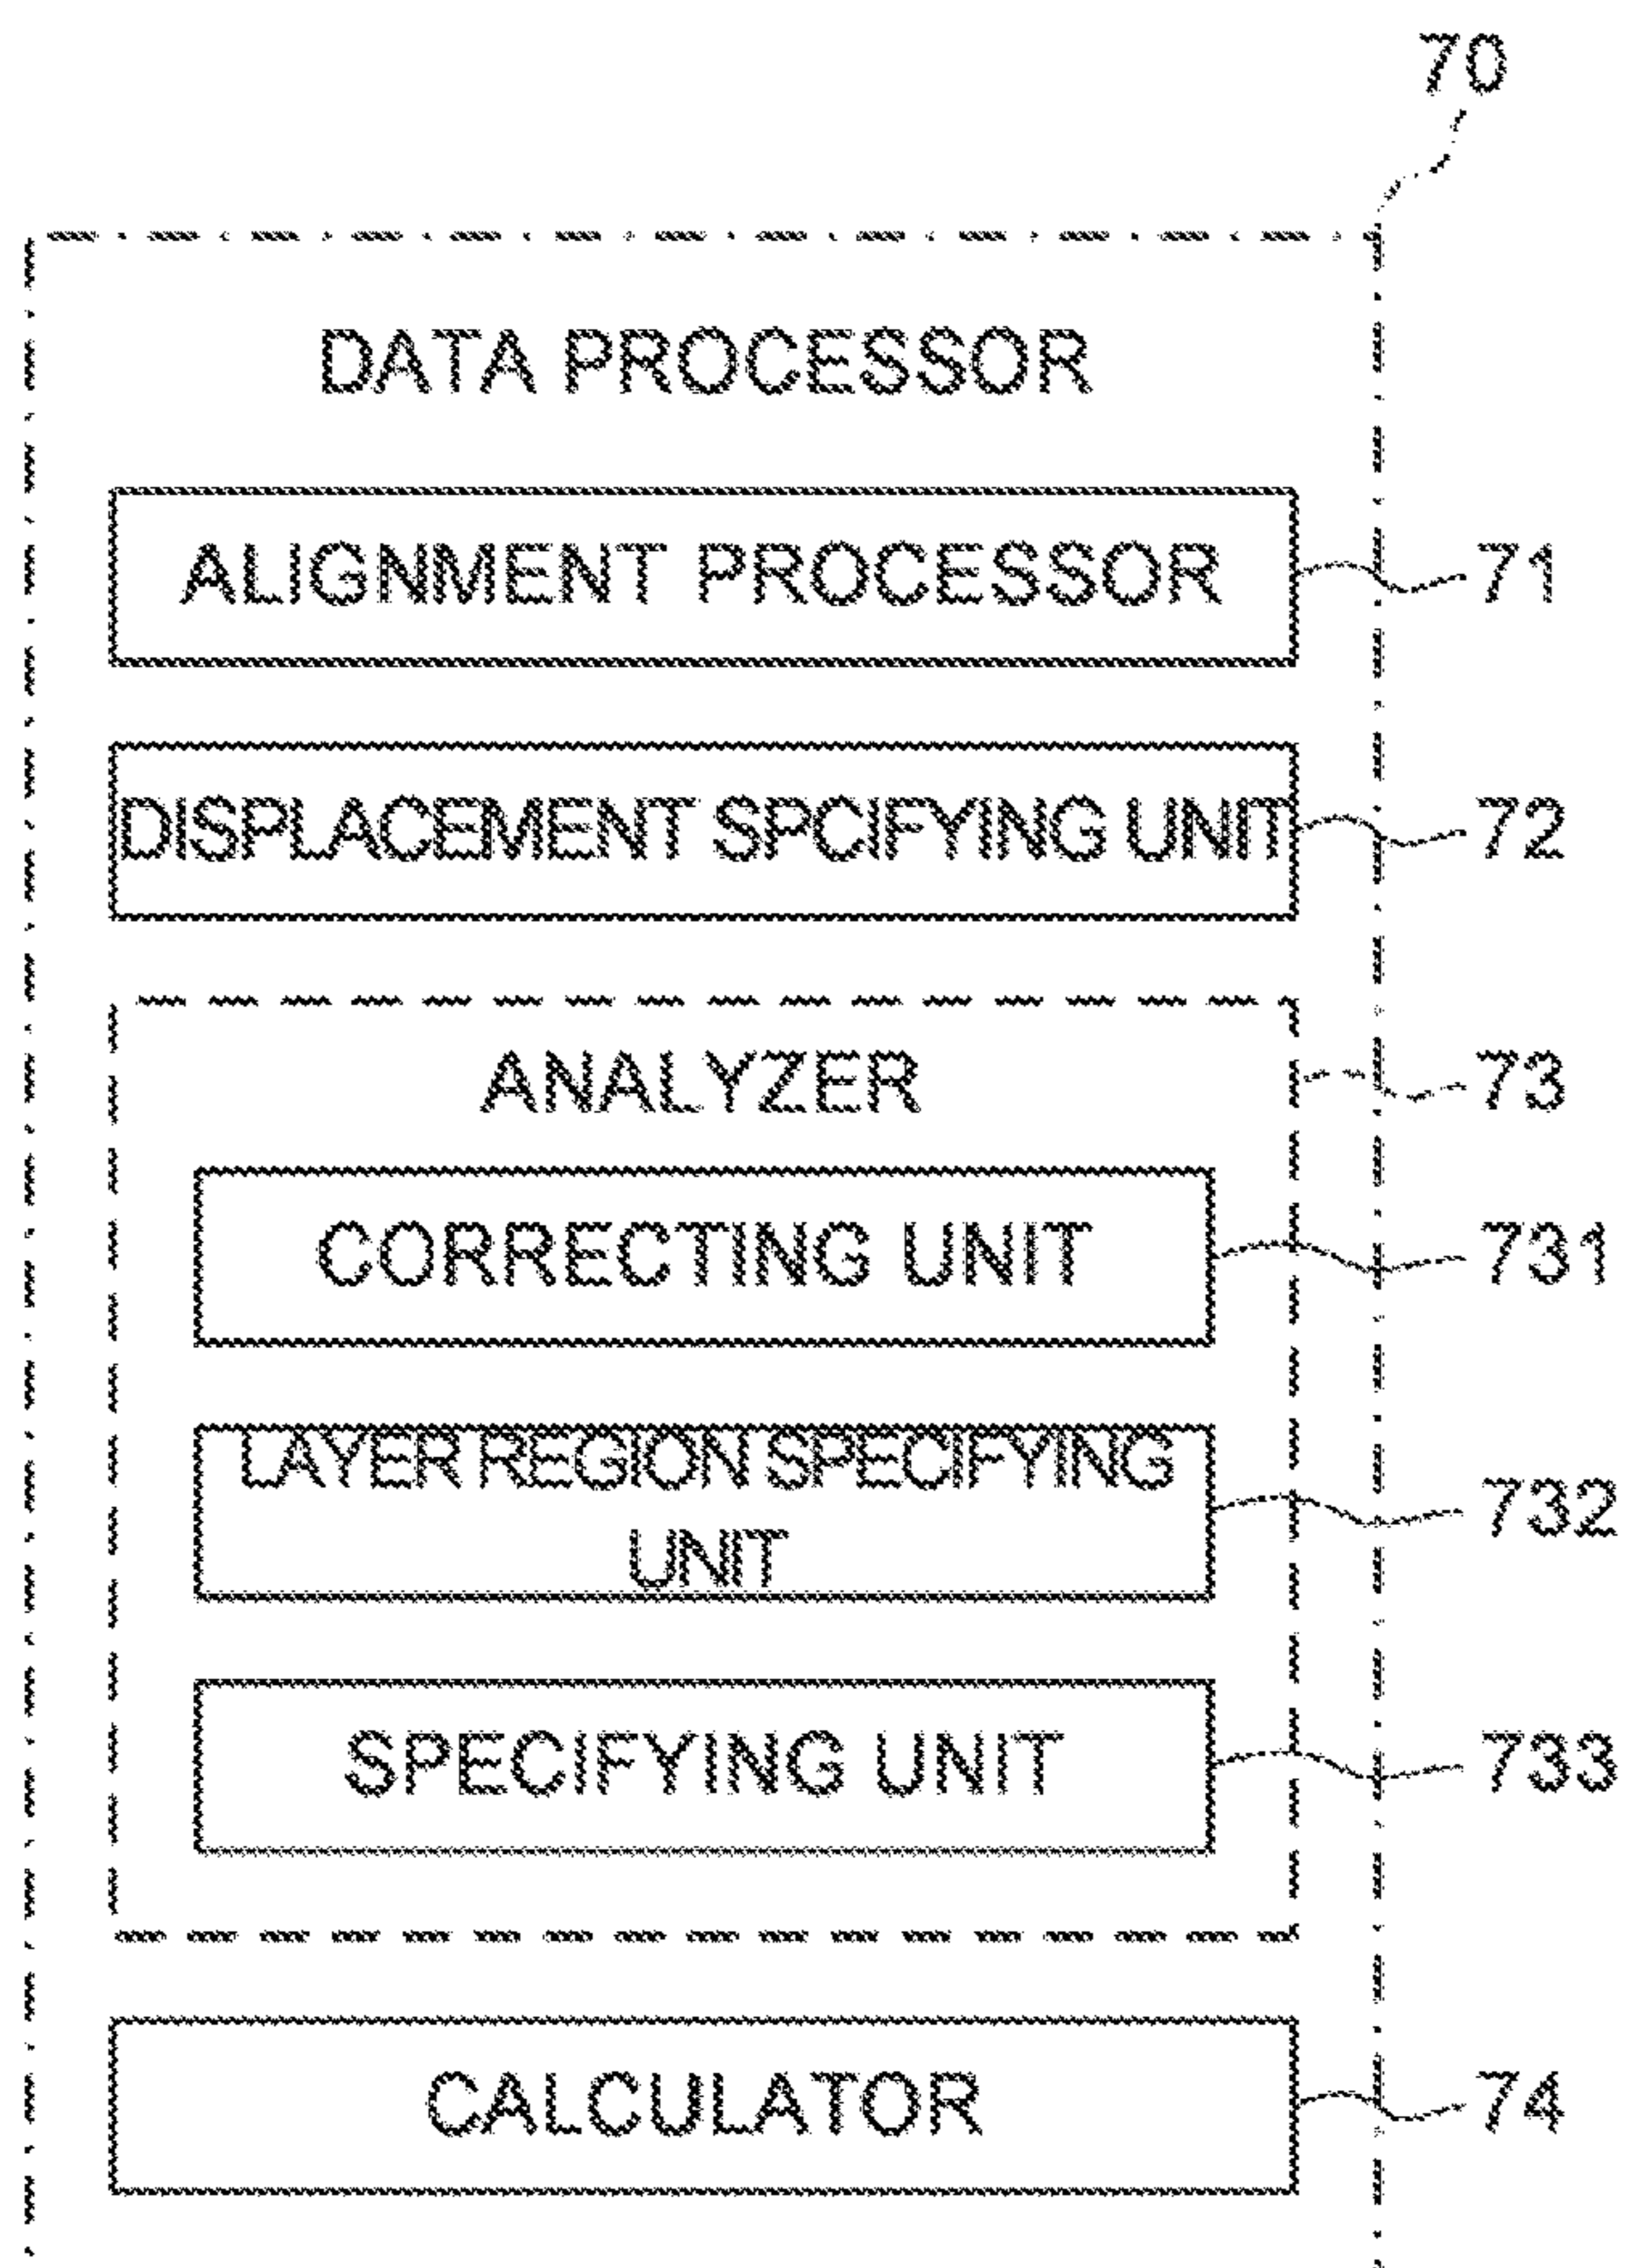 70
DATA PROCESSOR
ALIGNMENT PROCESSOR 71
DISPLACEMENT SPCIFYING UNIT 72
ANALYZER 73
CORRECTING UNIT 731
LAYER REGION SPECIFYING
UNIT
732
SPECIFYING UNIT 733
CALCULATOR 74